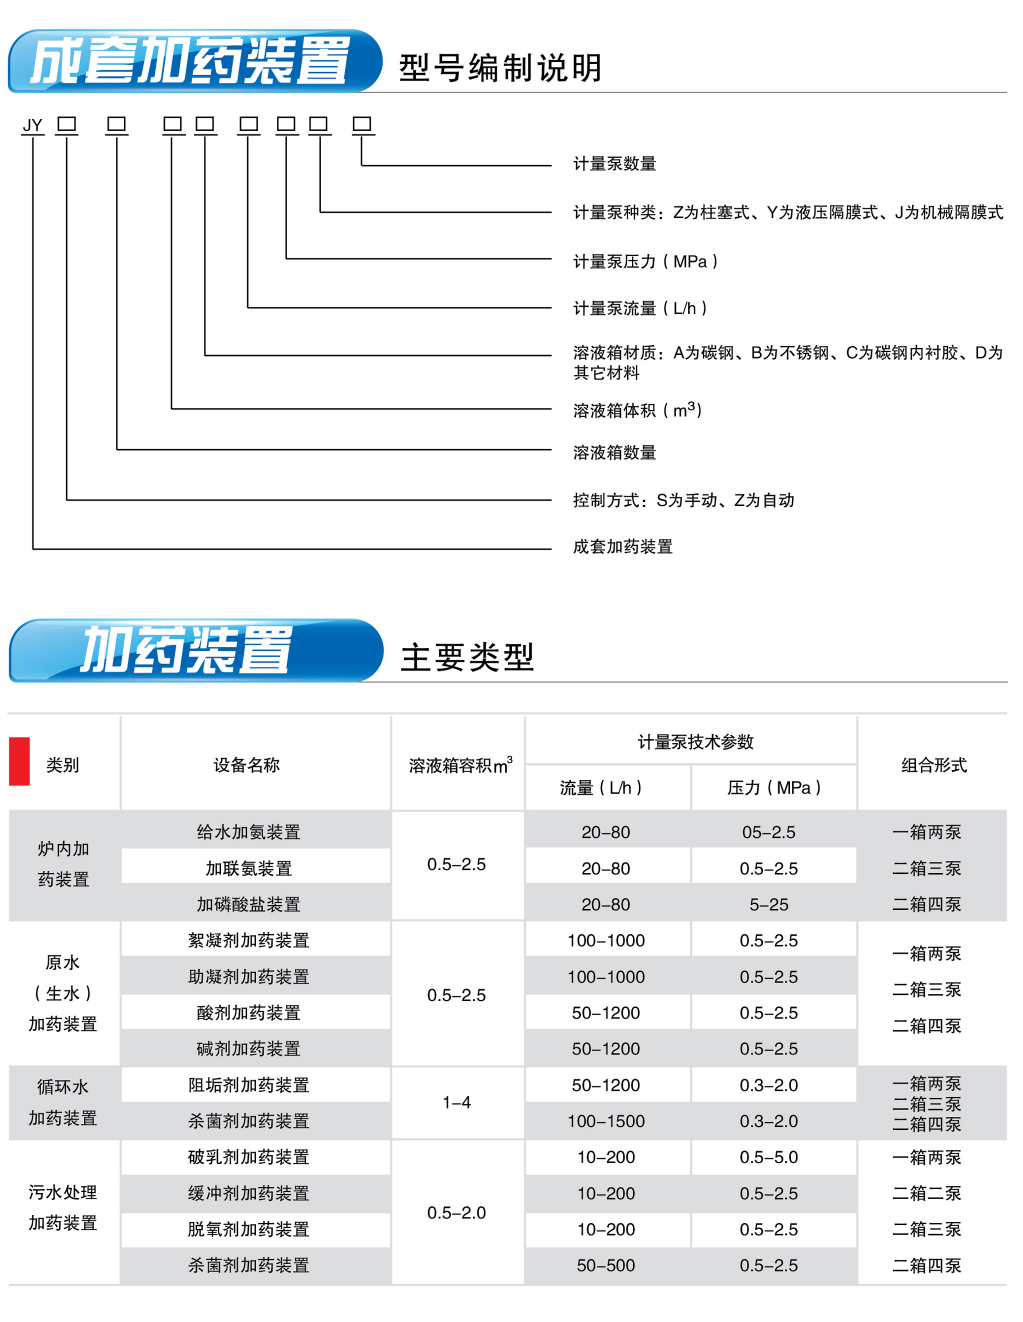 成套加药装置 型号编制说明
JY □ □ □ □ □ □ □ □
计量泵数量
计量泵种类：Z为柱塞式、Y为液压隔膜式、J为机械隔膜式
计量泵压力（MPa）
计量泵流量（L/h）
溶液箱材质：A为碳钢、B为不锈钢、C为碳钢内衬胶、D为
其它材料
溶液箱体积（m³）
溶液箱数量
控制方式：S为手动、Z为自动
成套加药装置
加药装置 主要类型
类别 设备名称 溶液箱容积m³ 计量泵技术参数 组合形式
流量（L/h） 压力（MPa）
炉内加
药装置
给水加氨装置 0.5–2.5 20–80 05–2.5 一箱两泵
加联氨装置 20–80 0.5–2.5 二箱三泵
加磷酸盐装置 20–80 5–25 二箱四泵
原水
（生水）
加药装置
絮凝剂加药装置 0.5–2.5 100–1000 0.5–2.5 一箱两泵
助凝剂加药装置 100–1000 0.5–2.5 二箱三泵
酸剂加药装置 50–1200 0.5–2.5 二箱四泵
碱剂加药装置 50–1200 0.5–2.5
循环水
加药装置
阻垢剂加药装置 1–4 50–1200 0.3–2.0 一箱两泵
二箱三泵
杀菌剂加药装置 100–1500 0.3–2.0 二箱四泵
污水处理
加药装置
破乳剂加药装置 0.5–2.0 10–200 0.5–5.0 一箱两泵
缓冲剂加药装置 10–200 0.5–2.5 二箱二泵
脱氧剂加药装置 10–200 0.5–2.5 二箱三泵
杀菌剂加药装置 50–500 0.5–2.5 二箱四泵